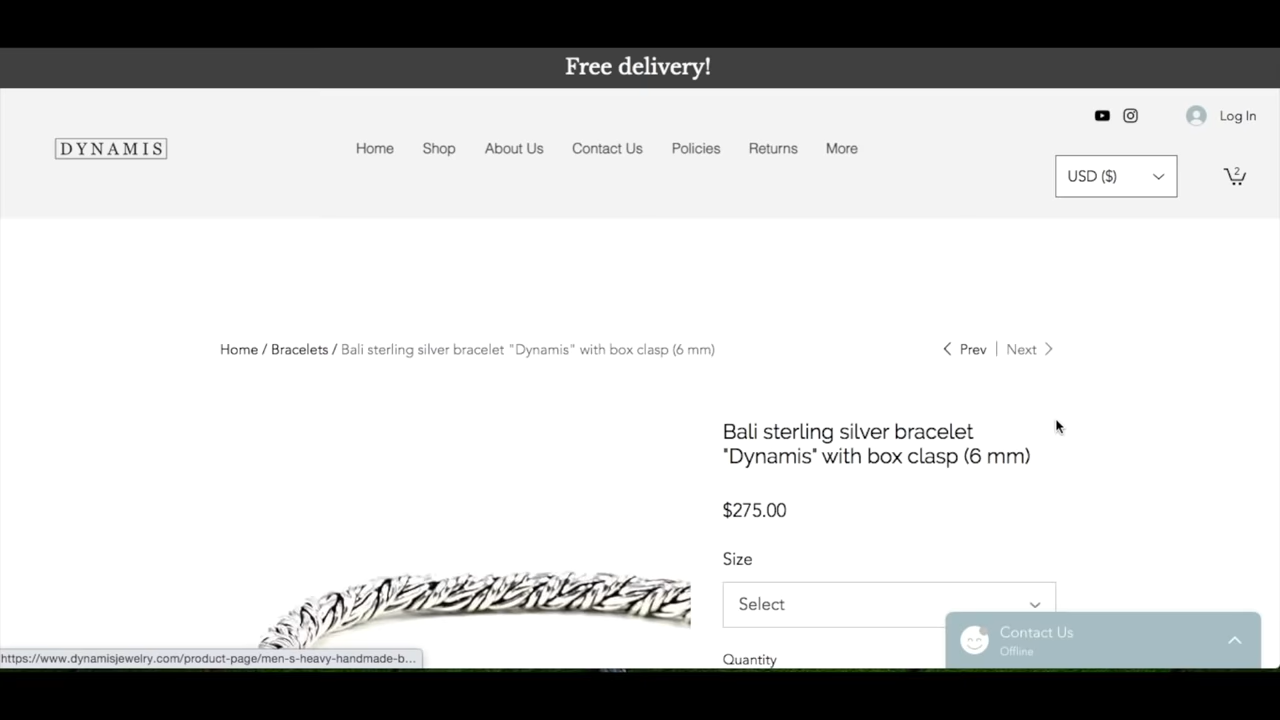 Free delivery!
Log In
DYNAMIS
Home Shop About Us Contact Us Policies Returns More
USD ($)
2
Home / Bracelets / Bali sterling silver bracelet "Dynamis" with box clasp (6 mm)
Prev | Next
Bali sterling silver bracelet
"Dynamis" with box clasp (6 mm)
$275.00
Size
Select
Contact Us
Offline
Quantity
https://www.dynamisjewelry.com/product-page/men-s-heavy-handmade-b...